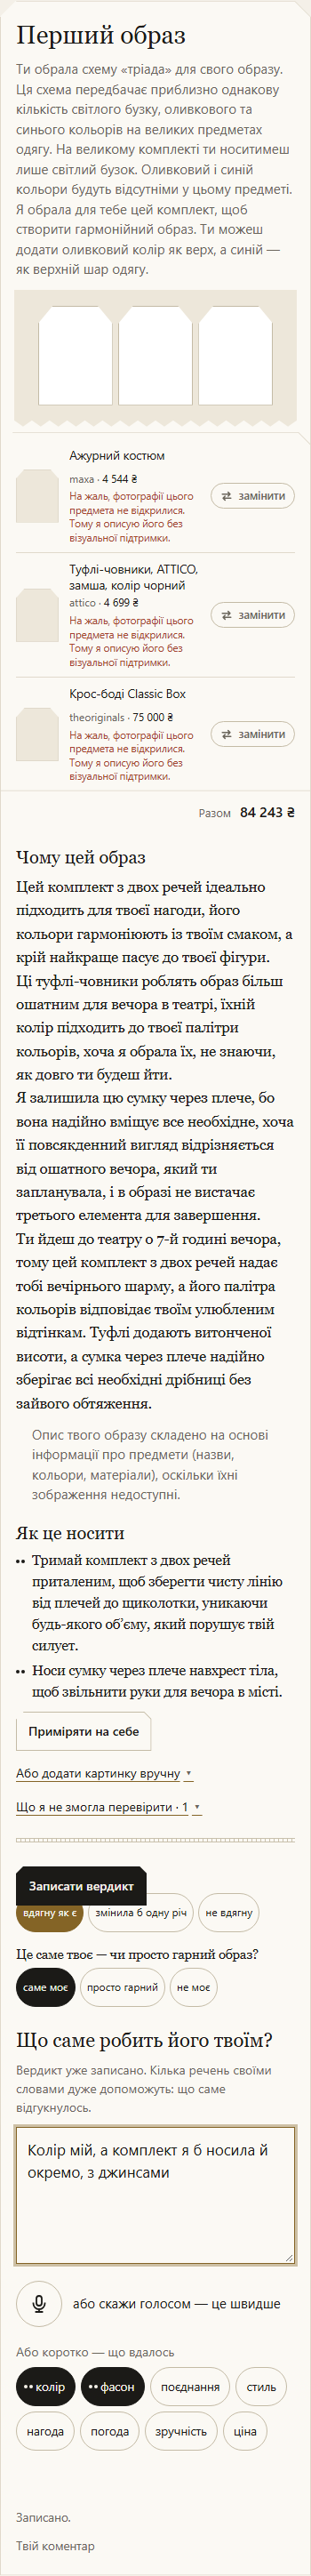 Перший образ
Ти обрала схему «тріада» для свого образу.
Ця схема передбачає приблизно однакову
кількість світлого бузку, оливкового та
синього кольорів на великих предметах
одягу. На великому комплекті ти носитимеш
лише світлий бузок. Оливковий і синій
кольори будуть відсутніми у цьому предметі.
Я обрала для тебе цей комплект, щоб
створити гармонійний образ. Ти можеш
додати оливковий колір як верх, а синій —
як верхній шар одягу.
Ажурний костюм
maxa · 4 544 ₴
На жаль, фотографії цього
предмета не відкрилися.
Тому я описую його без
візуальної підтримки.
⇄ замінити
Туфлі-човники, ATTICO,
замша, колір чорний
attico · 4 699 ₴
На жаль, фотографії цього
предмета не відкрилися.
Тому я описую його без
візуальної підтримки.
⇄ замінити
Крос-боді Classic Box
theoriginals · 75 000 ₴
На жаль, фотографії цього
предмета не відкрилися.
Тому я описую його без
візуальної підтримки.
⇄ замінити
Разом 84 243 ₴
Чому цей образ
Цей комплект з двох речей ідеально
підходить для твоєї нагоди, його
кольори гармоніюють із твоїм смаком, а
крій найкраще пасує до твоєї фігури.
Ці туфлі-човники роблять образ більш
ошатним для вечора в театрі, їхній
колір підходить до твоєї палітри
кольорів, хоча я обрала їх, не знаючи,
як довго ти будеш йти.
Я залишила цю сумку через плече, бо
вона надійно вміщує все необхідне, хоча
її повсякденний вигляд відрізняється
від ошатного вечора, який ти
запланувала, і в образі не вистачає
третього елемента для завершення.
Ти йдеш до театру о 7-й годині вечора,
тому цей комплект з двох речей надає
тобі вечірнього шарму, а його палітра
кольорів відповідає твоїм улюбленим
відтінкам. Туфлі додають витонченої
висоти, а сумка через плече надійно
зберігає всі необхідні дрібниці без
зайвого обтяження.
Опис твого образу складено на основі
інформації про предмети (назви,
кольори, матеріали), оскільки їхні
зображення недоступні.
Як це носити
Тримай комплект з двох речей
приталеним, щоб зберегти чисту лінію
від плечей до щиколотки, уникаючи
будь-якого об’єму, який порушує твій
силует.
Носи сумку через плече навхрест тіла,
щоб звільнити руки для вечора в місті.
Приміряти на себе
Або додати картинку вручну
Що я не змогла перевірити · 1
Записати вердикт
вдягну як є
змінила б одну річ
не вдягну
Це саме твоє — чи просто гарний образ?
саме моє
просто гарний
не моє
Що саме робить його твоїм?
Вердикт уже записано. Кілька речень своїми
словами дуже допоможуть: що саме
відгукнулось.
Колір мій, а комплект я б носила й
окремо, з джинсами
або скажи голосом — це швидше
Або коротко — що вдалось
колір
фасон
поєднання
стиль
нагода
погода
зручність
ціна
Записано.
Твій коментар